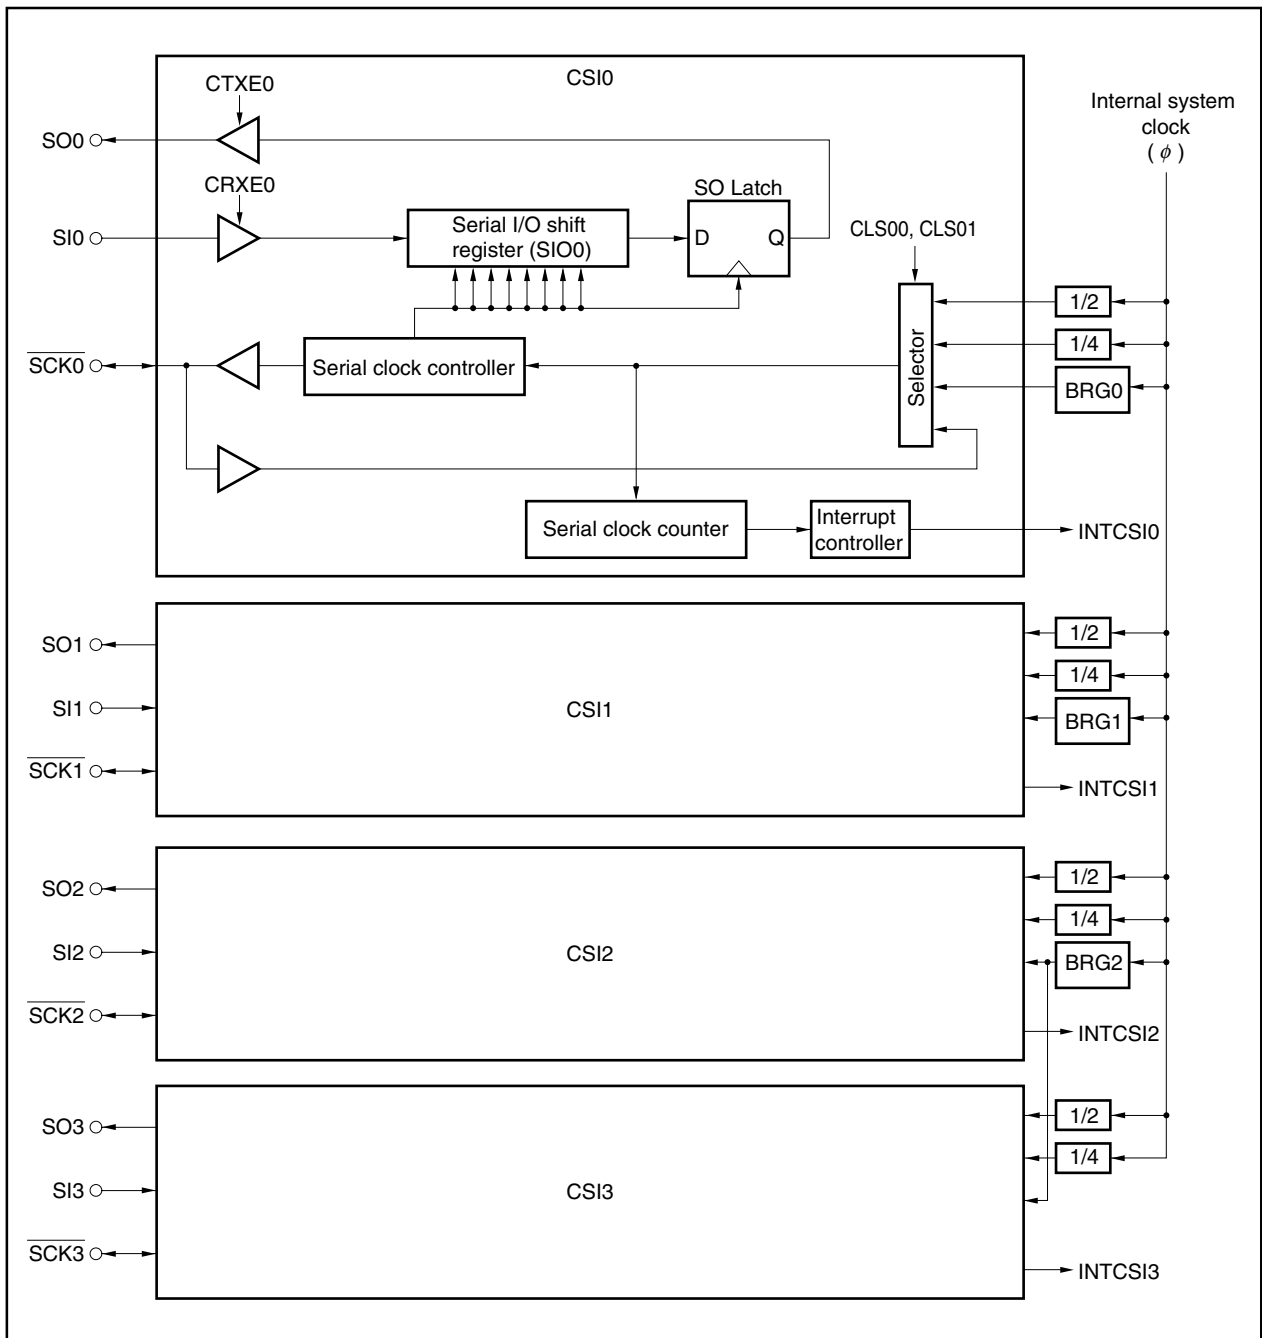 CSI0
CTXE0
Internal system
clock
( ϕ )
SO0
CRXE0
SO Latch
SI0
Serial I/O shift
register (SIO0)
D
Q
CLS00, CLS01
1/2
SCK0
Serial clock controller
Selector
1/4
BRG0
Serial clock counter
Interrupt
controller
INTCSI0
SO1
1/2
SI1
CSI1
1/4
BRG1
SCK1
INTCSI1
SO2
1/2
SI2
CSI2
1/4
BRG2
SCK2
INTCSI2
SO3
1/2
1/4
SI3
CSI3
SCK3
INTCSI3